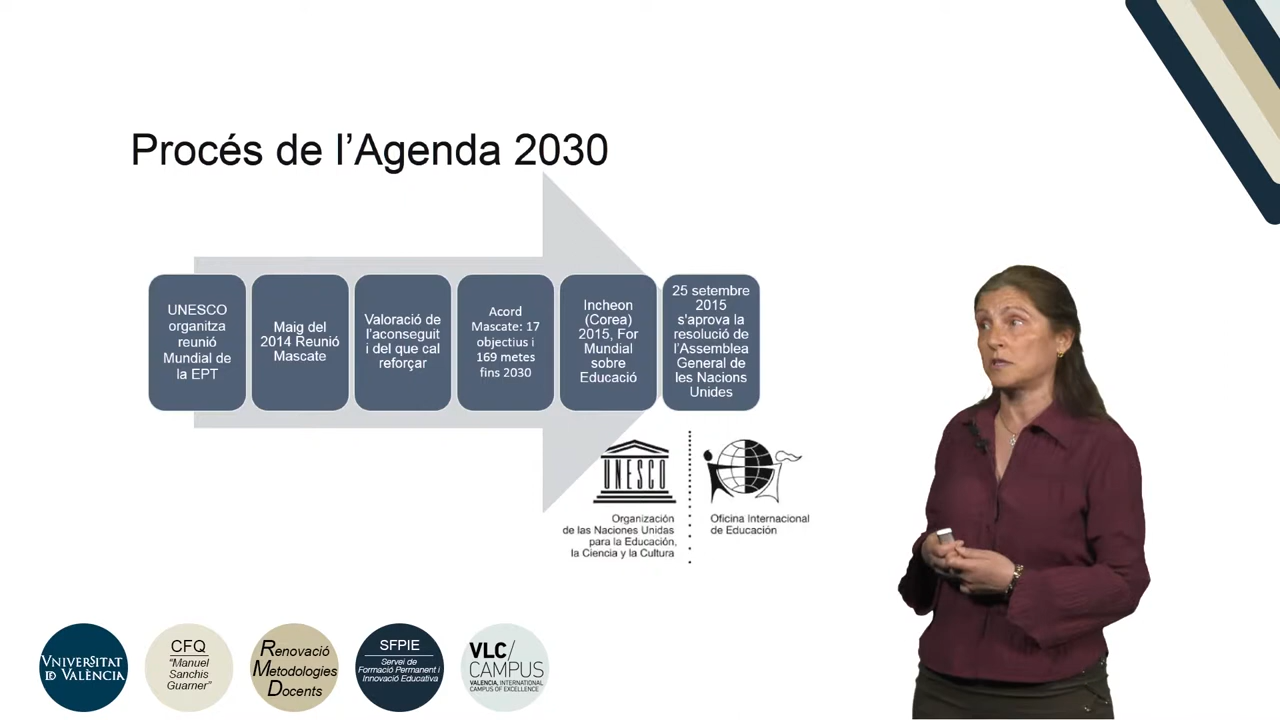 Procés de l’Agenda 2030
UNESCO
organitza
reunió
Mundial de
la EPT
Maig del
2014 Reunió
Mascate
Valoració de
l’aconseguit
i del que cal
reforçar
Acord
Mascate: 17
objectius i
169 metes
fins 2030
Incheon
(Corea)
2015, For
Mundial
sobre
Educació
25 setembre
2015
s’aprova la
resolució de
l’Assemblea
General de
les Nacions
Unides
UNESCO
Organización
de las Naciones Unidas
para la Educación,
la Ciencia y la Cultura
Oficina Internacional
de Educación
VNIVERSITAT
ID VALÈNCIA
CFQ
“Manuel
Sanchis
Guarner”
Renovació
Metodologies
Docents
SFPIE
Servei de
Formació Permanent i
Innovació Educativa
VLC/
CAMPUS
VALENCIA, INTERNATIONAL
CAMPUS OF EXCELLENCE